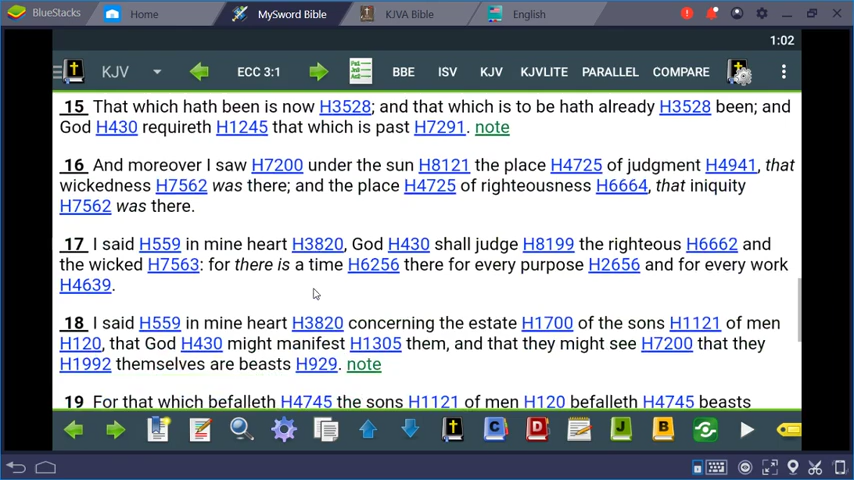 BlueStacks Home MySword Bible KJVA Bible English
1:02
KJV ECC 3:1 BBE ISV KJV KJVLITE PARALLEL COMPARE
15 That which hath been is now H3528; and that which is to be hath already H3528 been; and
God H430 requireth H1245 that which is past H7291. note
16 And moreover I saw H7200 under the sun H8121 the place H4725 of judgment H4941, that
wickedness H7562 was there; and the place H4725 of righteousness H6664, that iniquity
H7562 was there.
17 I said H559 in mine heart H3820, God H430 shall judge H8199 the righteous H6662 and
the wicked H7563: for there is a time H6256 there for every purpose H2656 and for every work
H4639.
18 I said H559 in mine heart H3820 concerning the estate H1700 of the sons H1121 of men
H120, that God H430 might manifest H1305 them, and that they might see H7200 that they
H1992 themselves are beasts H929. note
19 For that which befalleth H4745 the sons H1121 of men H120 befalleth H4745 beasts
C D J B